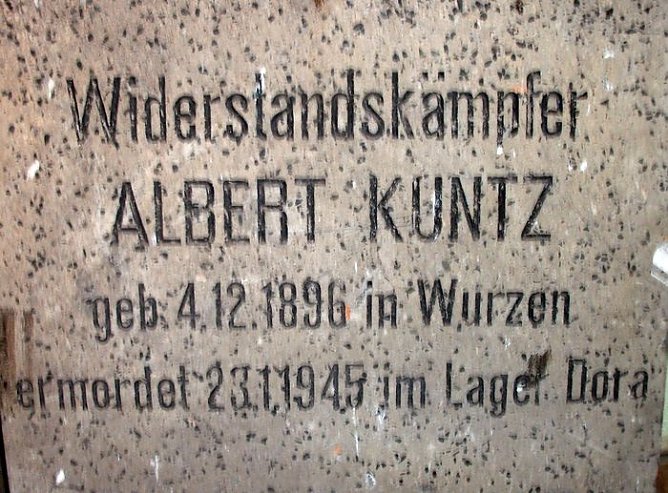 Widerstandskämpfer
ALBERT KUNTZ
geb. 4.12.1896 in Wurzen
ermordet 23.1.1945 im Lager Dora